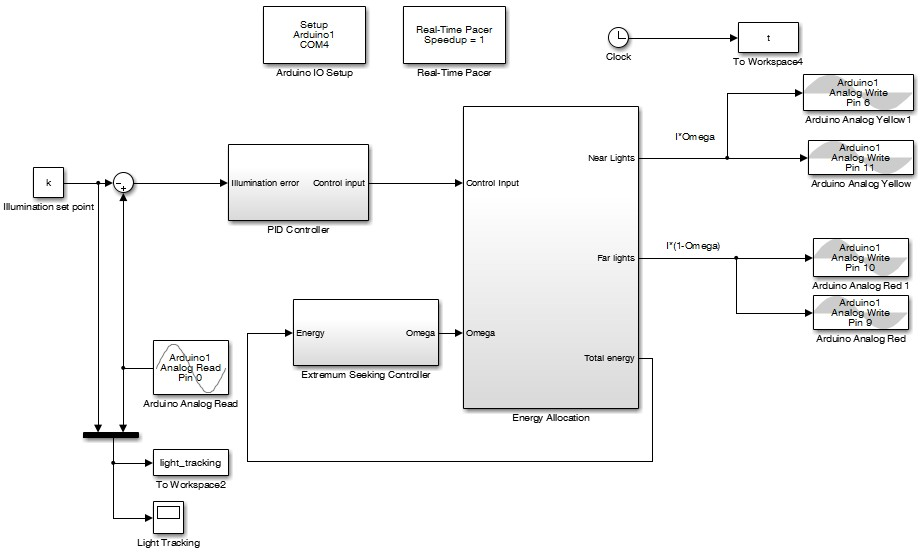 Setup
Arduino1
COM4
Arduino IO Setup
Real-Time Pacer
Speedup = 1
Real-Time Pacer
Clock
t
To Workspace4
Arduino1
Analog Write
Pin 6
Arduino Analog Yellow1
I*Omega
Arduino1
Analog Write
Pin 11
Arduino Analog Yellow
k
Illumination set point
Illumination error
Control input
PID Controller
Control Input
Near Lights
Far lights
Omega
Total energy
Energy Allocation
I*(1-Omega)
Arduino1
Analog Write
Pin 10
Arduino Analog Red 1
Arduino1
Analog Write
Pin 9
Arduino Analog Red
Energy
Omega
Extremum Seeking Controller
Arduino1
Analog Read
Pin 0
Arduino Analog Read
light_tracking
To Workspace2
Light Tracking